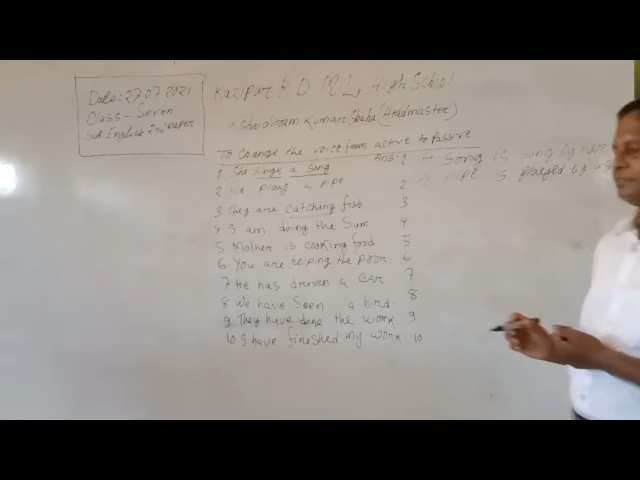 Date: 27.07.2021
Class - Seven
Sub English 2nd paper
Kazipur K D M L High School
Kumar Shaha (Headmaster)
To Change the voice from active to Passive
1 She sings a song
2 He plays a pipe
3 They are catching fish
4 I am doing the Sum
5 Mother is cooking food
6 You are helping the poor
7 He has driven a car
8 We have seen a bird.
9 They have done the work.
10 I have finished my work
Ans: 1 A song is sung by her
2 A pipe is played by
3
4
5
6
7
8
9
10